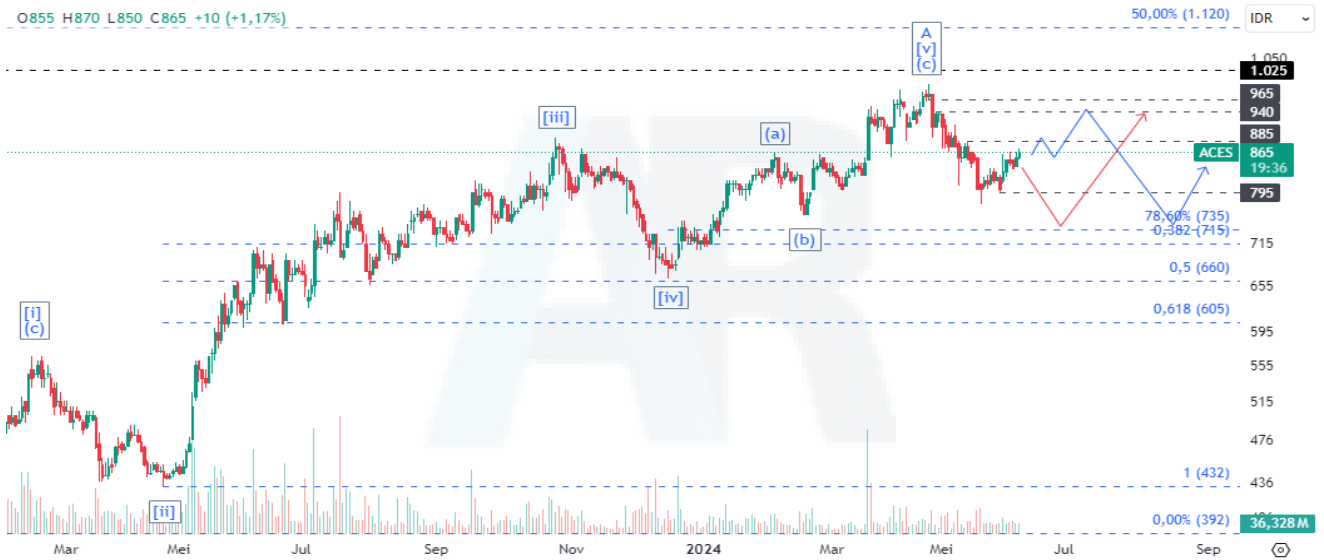 O855 H870 L850 C865 +10 (+1,17%)
50,00% (1.120)
IDR
A
[v]
(c)
1.050
1.025
965
940
[iii]
(a)
885
ACES
865
19:36
795
78,60% (735)
0,382 (715)
(b)
715
0,5 (660)
[iv]
655
[i]
(c)
0,618 (605)
595
555
515
476
1 (432)
436
[ii]
0,00% (392)
36,328M
Mar
Mei
Jul
Sep
Nov
2024
Mar
Mei
Jul
Sep